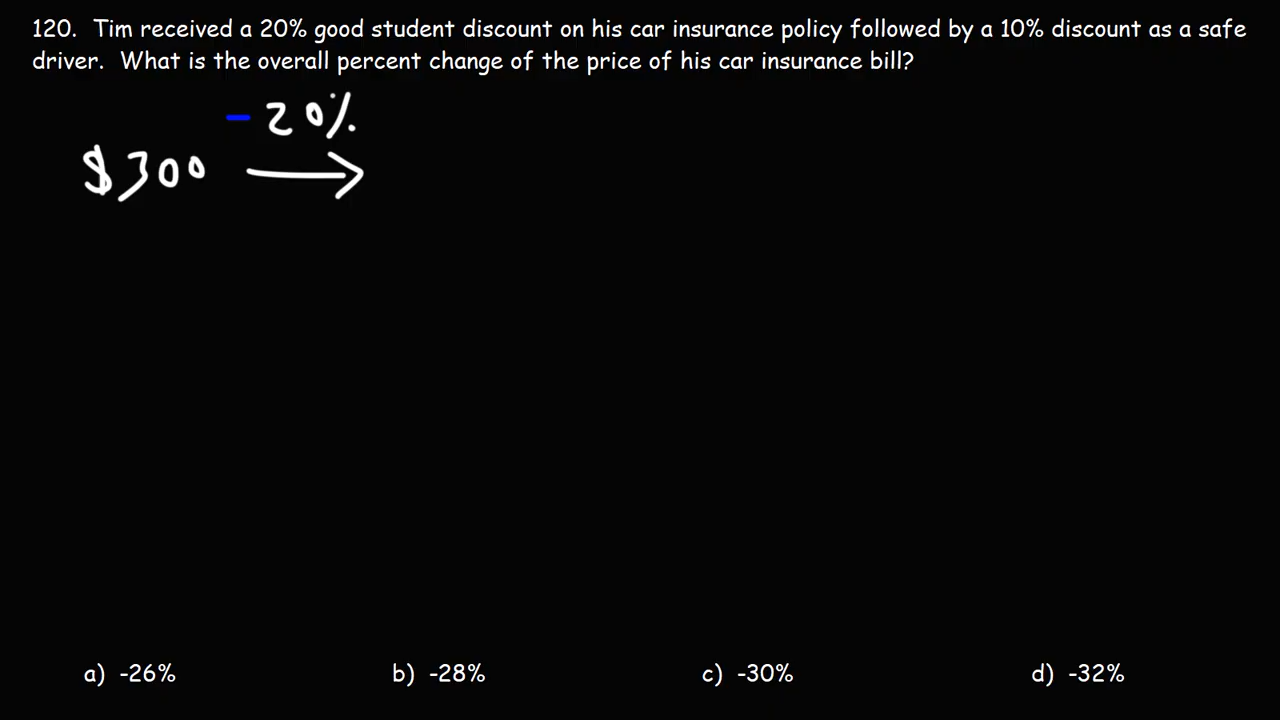 120. Tim received a 20% good student discount on his car insurance policy followed by a 10% discount as a safe
driver. What is the overall percent change of the price of his car insurance bill?
- 20%
$300
a) -26% b) -28% c) -30% d) -32%